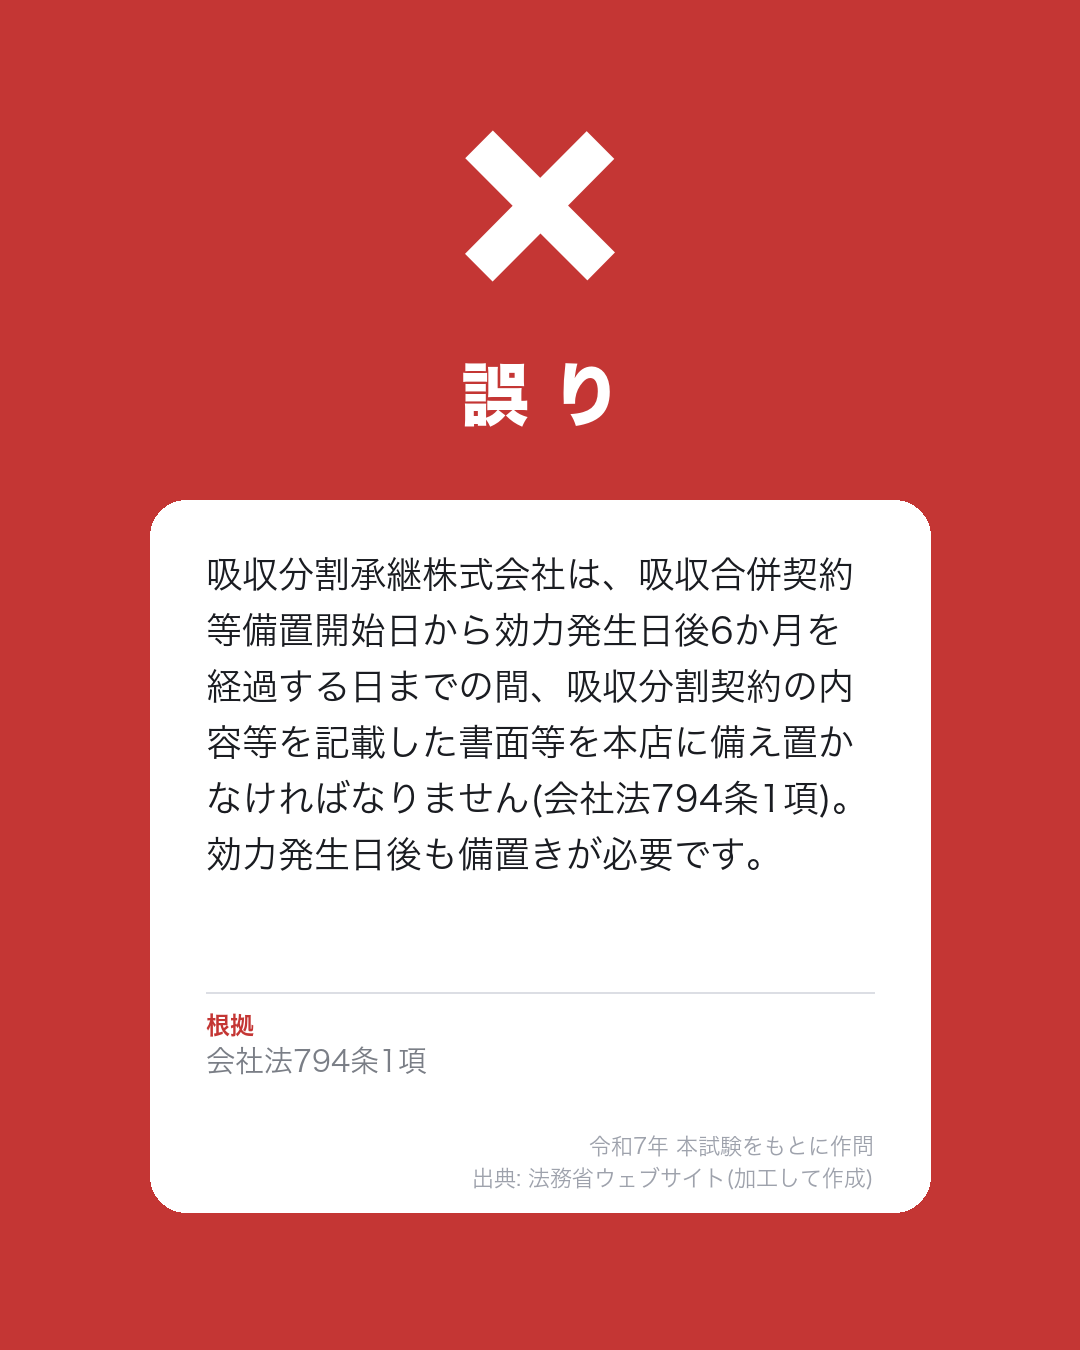 誤り
吸収分割承継株式会社は、吸収合併契約
等備置開始日から効力発生日後6か月を
経過する日までの間、吸収分割契約の内
容等を記載した書面等を本店に備え置か
なければなりません(会社法794条1項)。
効力発生日後も備置きが必要です。
根拠
会社法794条1項
令和7年 本試験をもとに作問
出典: 法務省ウェブサイト(加工して作成)